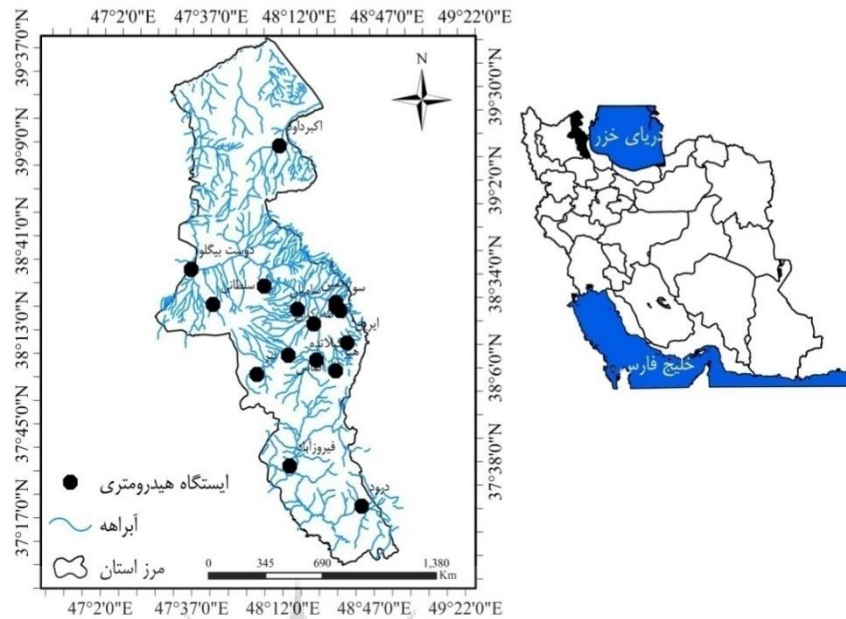 47°2'0"E 47°37'0"E 48°12'0"E 48°47'0"E 49°22'0"E
39°37'0"N
39°9'0"N
38°41'0"N
38°13'0"N
37°45'0"N
37°17'0"N
39°30'0"N
39°2'0"N
38°34'0"N
38°6'0"N
37°38'0"N
N
اکبرداود
دوست بیگلو
سلطانی
فیروزآباد
درود
ایستگاه هیدرومتری
آبراهه
مرز استان
0 345 690 1,380
Km
47°2'0"E 47°37'0"E 48°12'0"E 48°47'0"E 49°22'0"E
دریای خزر
خلیج فارس